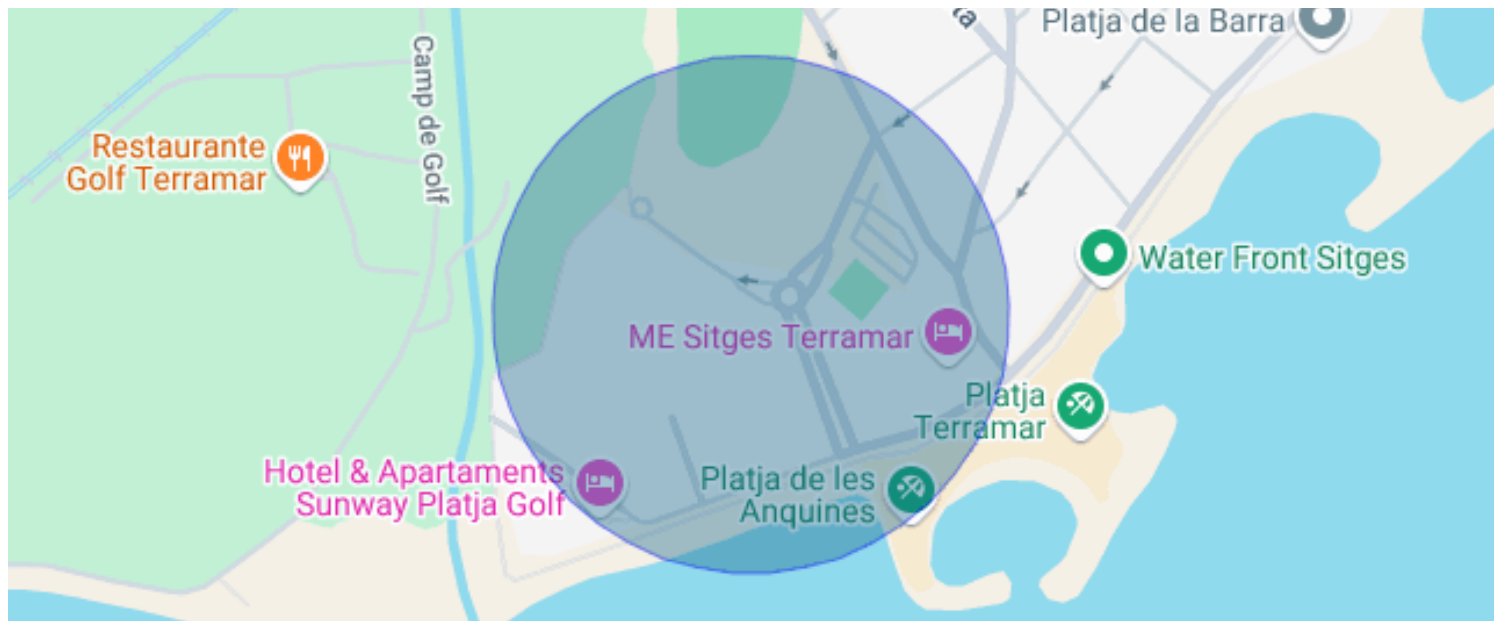 Platja de la Barra
Camp de Golf
Restaurante
Golf Terramar
Water Front Sitges
ME Sitges Terramar
Platja
Terramar
Hotel & Apartaments
Sunway Platja Golf
Platja de les
Anquines